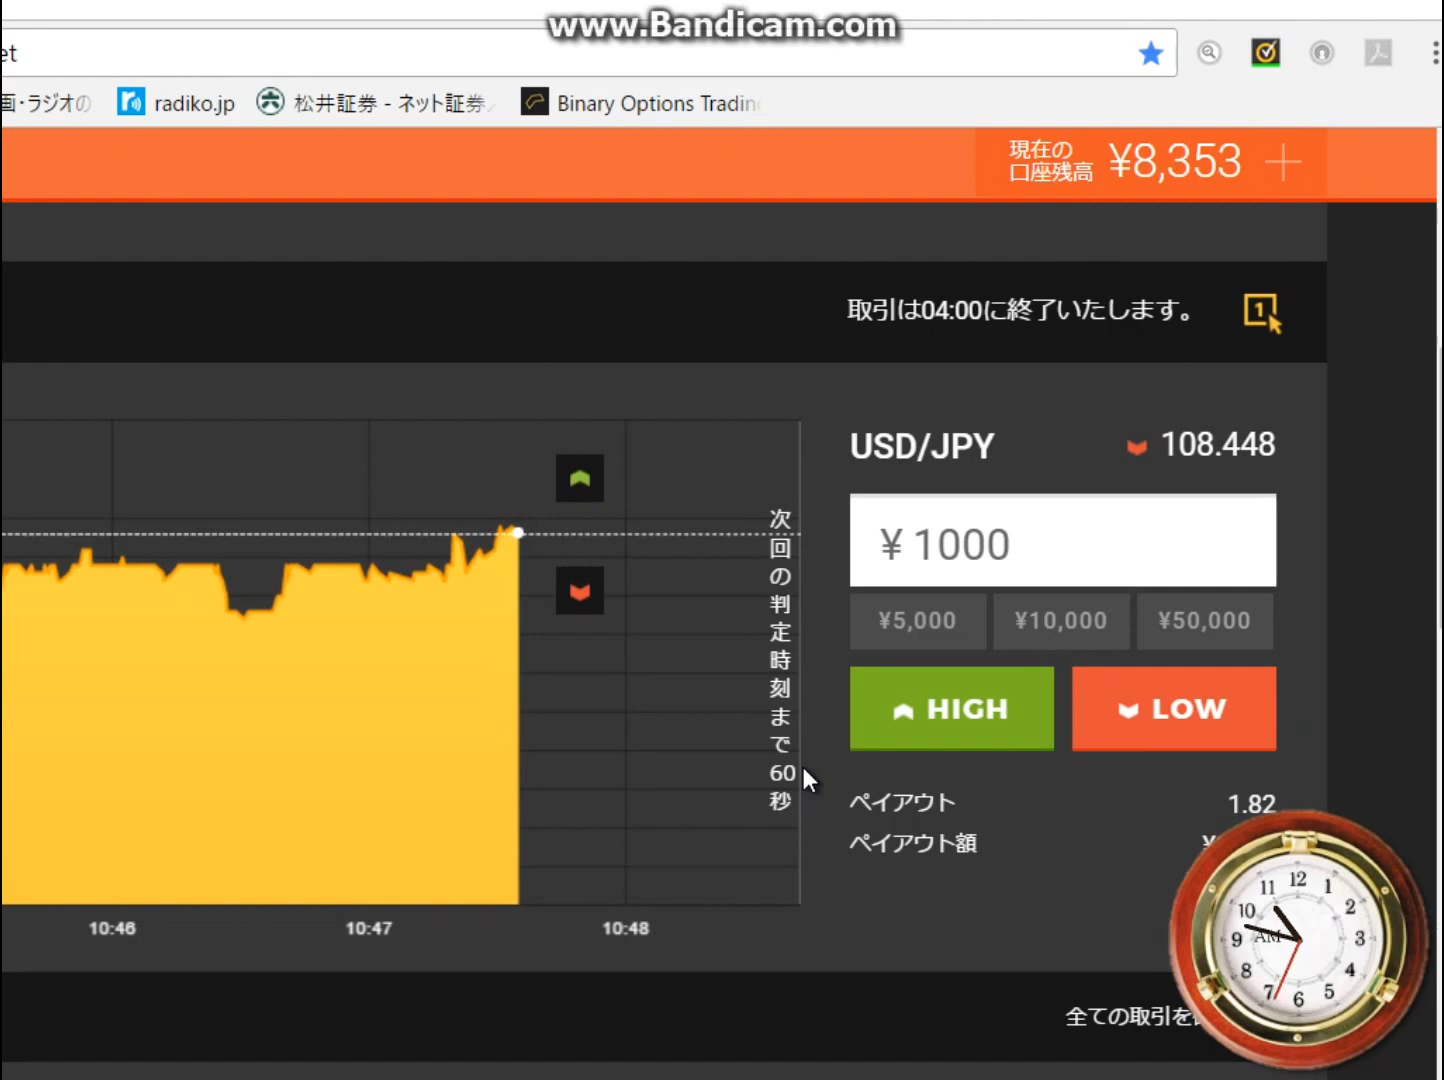 www.Bandicam.com
et
画・ラジオの
radiko.jp
松井証券 - ネット証券
Binary Options Trading
現在の
口座残高
¥8,353
取引は04:00に終了いたします。
1
USD/JPY
108.448
次回の判定時刻まで60秒
¥ 1000
¥5,000
¥10,000
¥50,000
HIGH
LOW
ペイアウト
1.82
ペイアウト額
¥
10:46
10:47
10:48
全ての取引を
12
1
2
3
4
5
6
7
8
9
10
11
AM